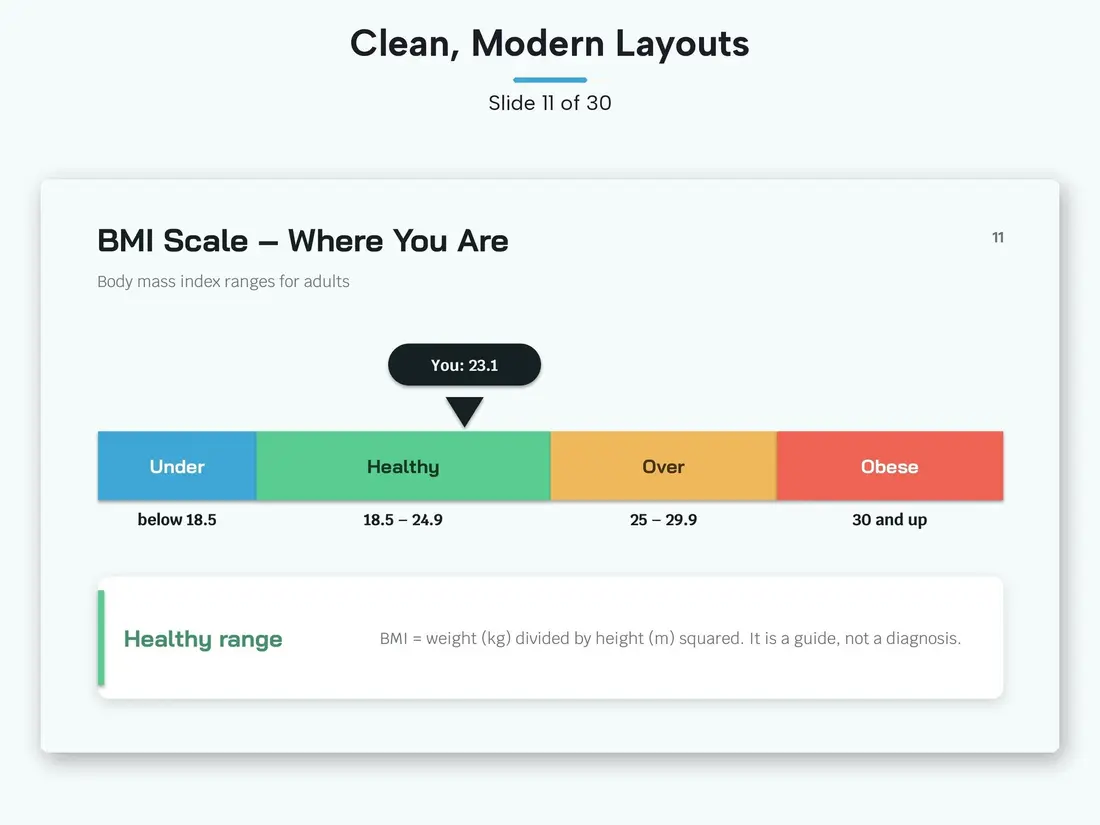 Clean, Modern Layouts
Slide 11 of 30
BMI Scale – Where You Are
11
Body mass index ranges for adults
You: 23.1
Under
Healthy
Over
Obese
below 18.5
18.5 – 24.9
25 – 29.9
30 and up
Healthy range
BMI = weight (kg) divided by height (m) squared. It is a guide, not a diagnosis.